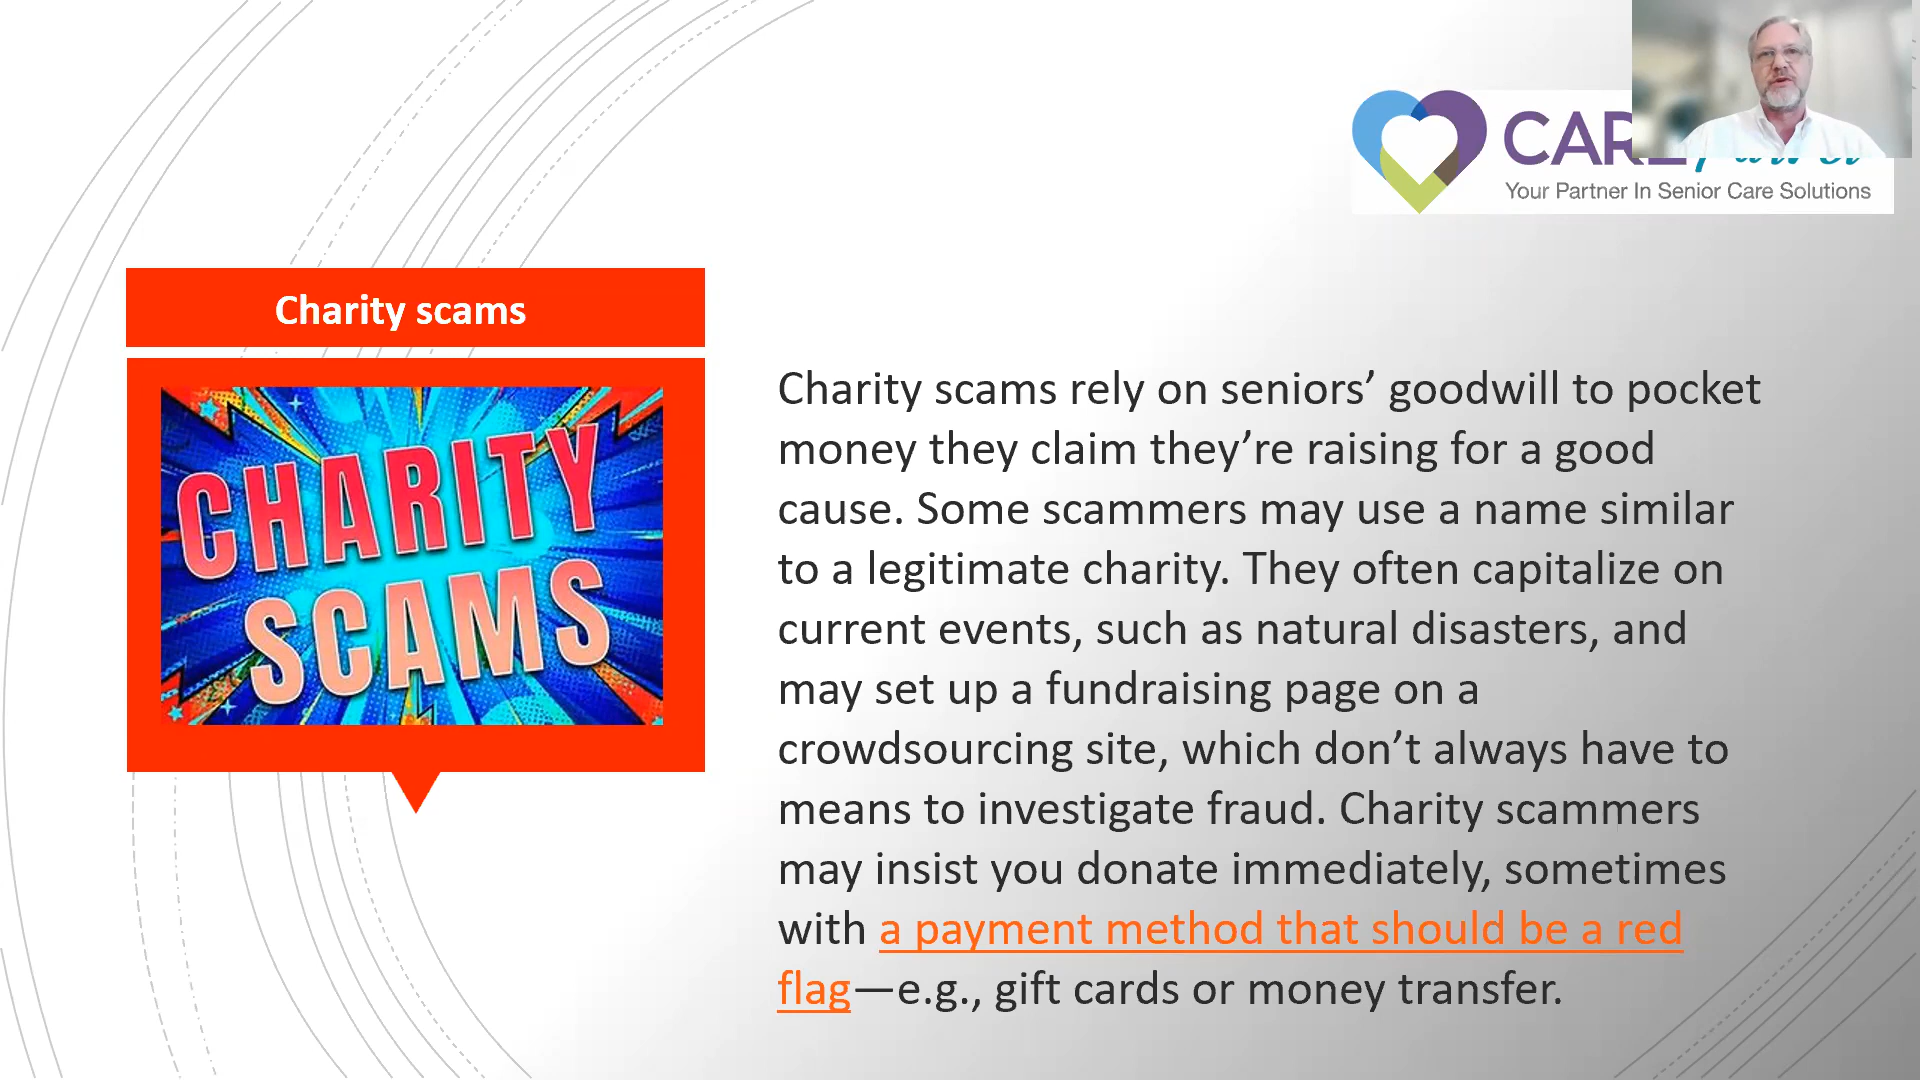 CAR
Your Partner In Senior Care Solutions
Charity scams
CHARITY
SCAMS
Charity scams rely on seniors’ goodwill to pocket
money they claim they’re raising for a good
cause. Some scammers may use a name similar
to a legitimate charity. They often capitalize on
current events, such as natural disasters, and
may set up a fundraising page on a
crowdsourcing site, which don’t always have to
means to investigate fraud. Charity scammers
may insist you donate immediately, sometimes
with a payment method that should be a red
flag—e.g., gift cards or money transfer.